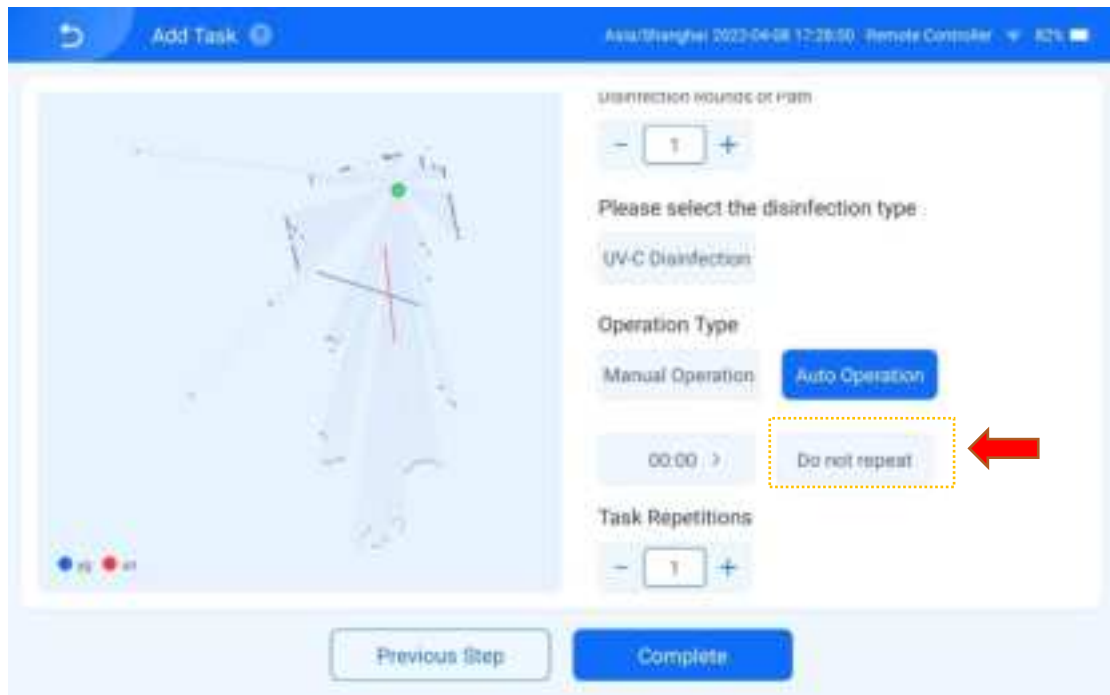 Add Task
Asia/Shanghai 2022-04-08 17:28:50 Remote Controller 82%
Disinfection Rounds of Path
- 1 +
Please select the disinfection type
UV-C Disinfection
Operation Type
Manual Operation Auto Operation
00:00 > Do not repeat
Task Repetitions
- 1 +
Previous Step Complete